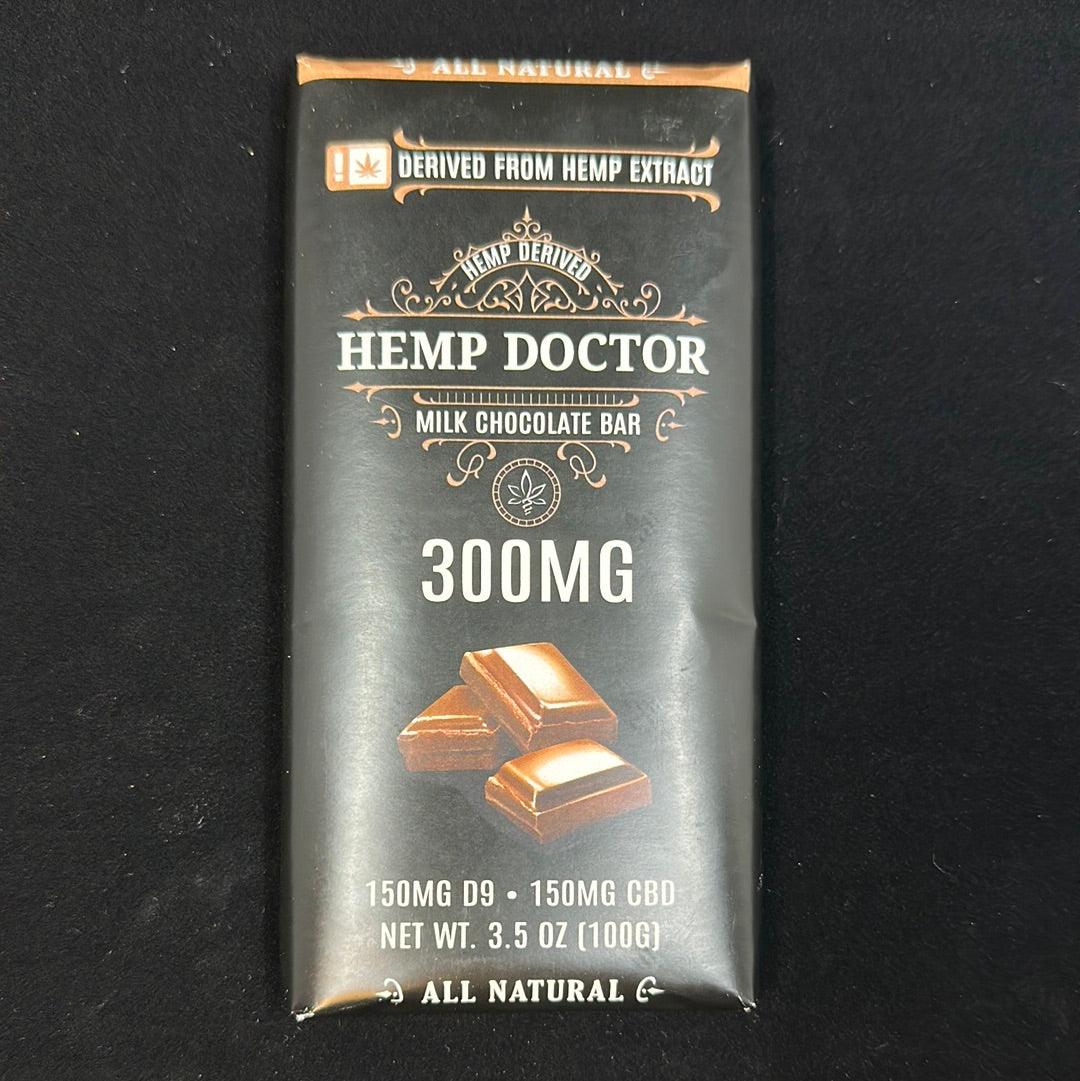 ALL NATURAL
! DERIVED FROM HEMP EXTRACT
HEMP DERIVED
HEMP DOCTOR
MILK CHOCOLATE BAR
300MG
150MG D9 • 150MG CBD
NET WT. 3.5 OZ (100G)
ALL NATURAL